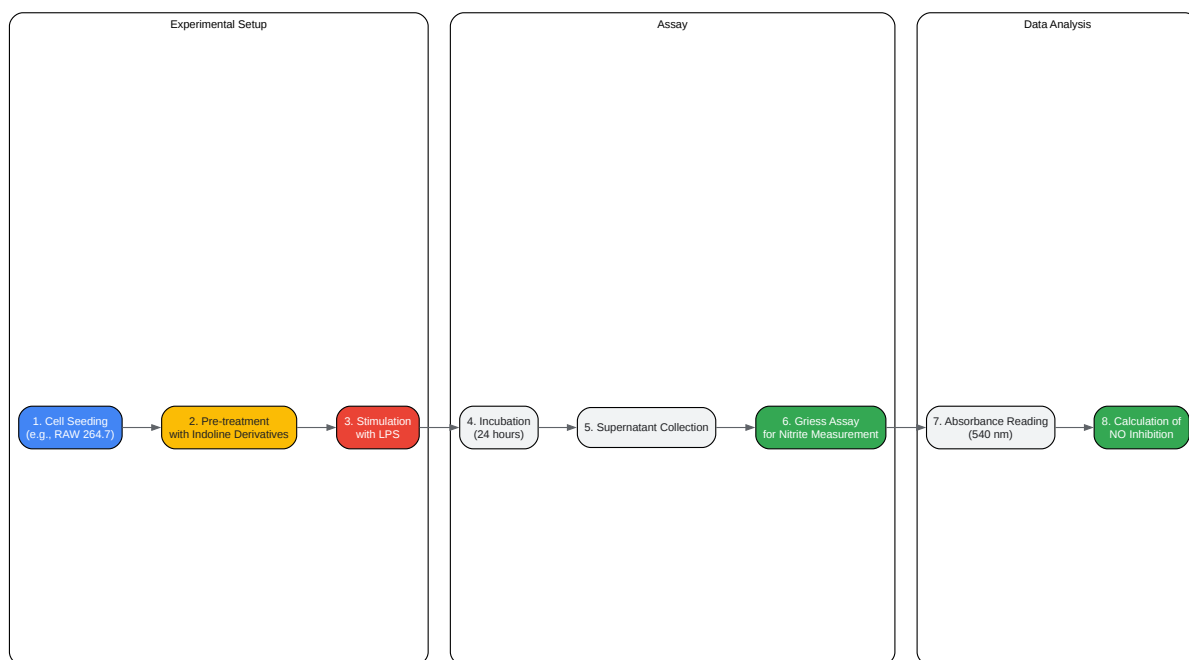 Experimental Setup
Assay
Data Analysis
1. Cell Seeding
(e.g., RAW 264.7)
2. Pre-treatment
with Indoline Derivatives
3. Stimulation
with LPS
4. Incubation
(24 hours)
5. Supernatant Collection
6. Griess Assay
for Nitrite Measurement
7. Absorbance Reading
(540 nm)
8. Calculation of
NO Inhibition